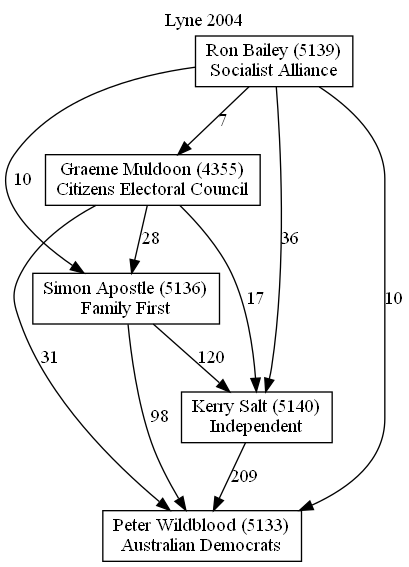 Lyne 2004
Ron Bailey (5139)
Socialist Alliance
7
Graeme Muldoon (4355)
Citizens Electoral Council
10
28
36
Simon Apostle (5136)
Family First
17
10
31
120
Kerry Salt (5140)
Independent
98
209
Peter Wildblood (5133)
Australian Democrats